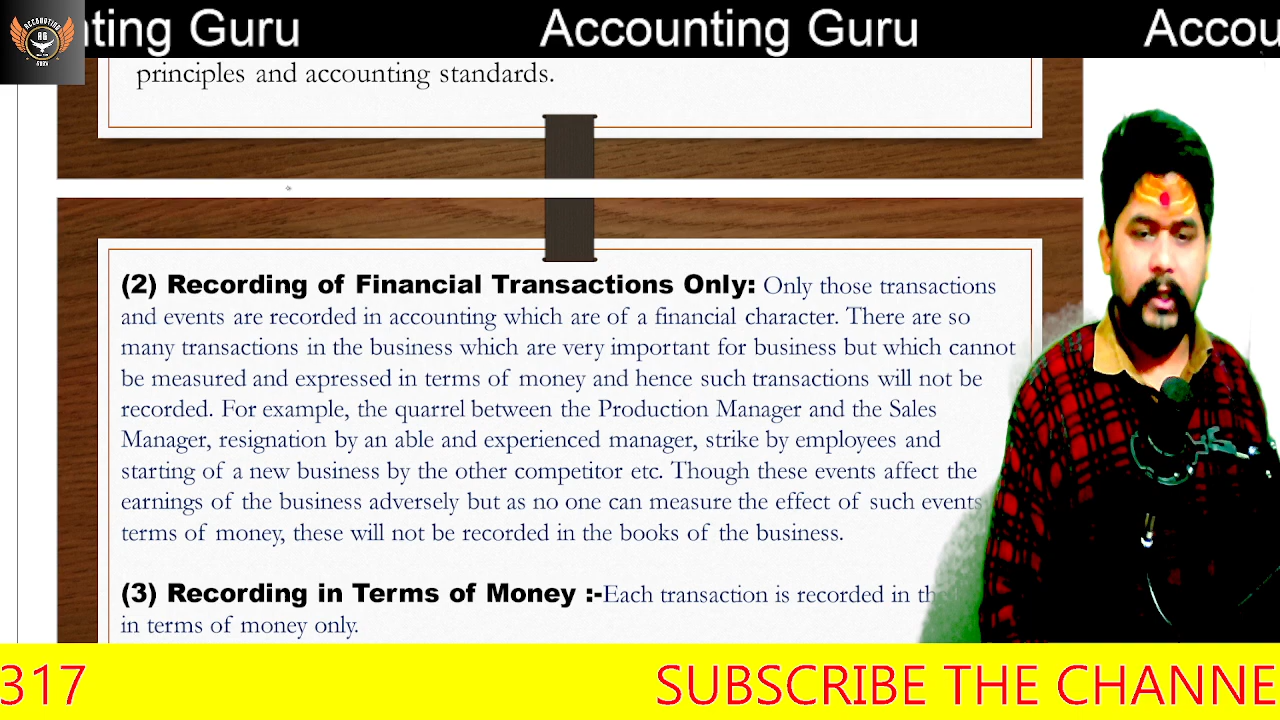 nting Guru Accounting Guru Accou
ACCOUNTING
AG
GURU
principles and accounting standards.
(2) Recording of Financial Transactions Only: Only those transactions
and events are recorded in accounting which are of a financial character. There are so
many transactions in the business which are very important for business but which cannot
be measured and expressed in terms of money and hence such transactions will not be
recorded. For example, the quarrel between the Production Manager and the Sales
Manager, resignation by an able and experienced manager, strike by employees and
starting of a new business by the other competitor etc. Though these events affect the
earnings of the business adversely but as no one can measure the effect of such events
terms of money, these will not be recorded in the books of the business.
(3) Recording in Terms of Money :-Each transaction is recorded in th
in terms of money only.
317 SUBSCRIBE THE CHANNE